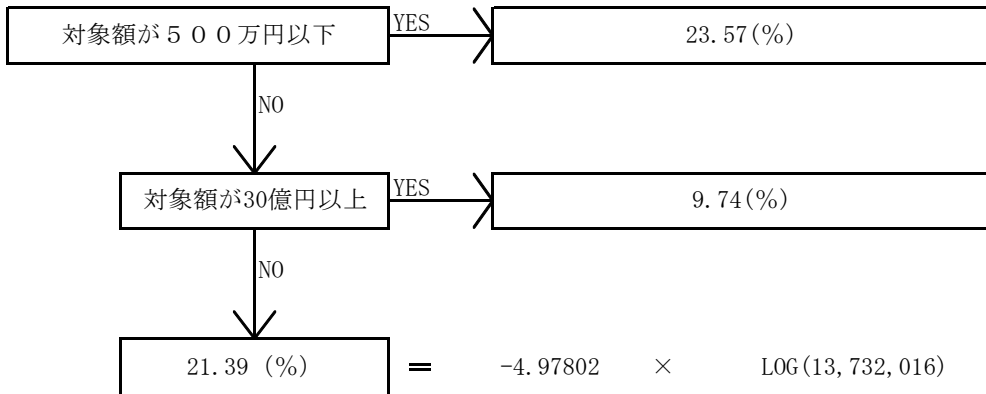 対象額が５００万円以下 YES 23.57(%)
NO
対象額が30億円以上 YES 9.74(%)
NO
21.39 (%) ＝ -4.97802 × LOG(13,732,016)